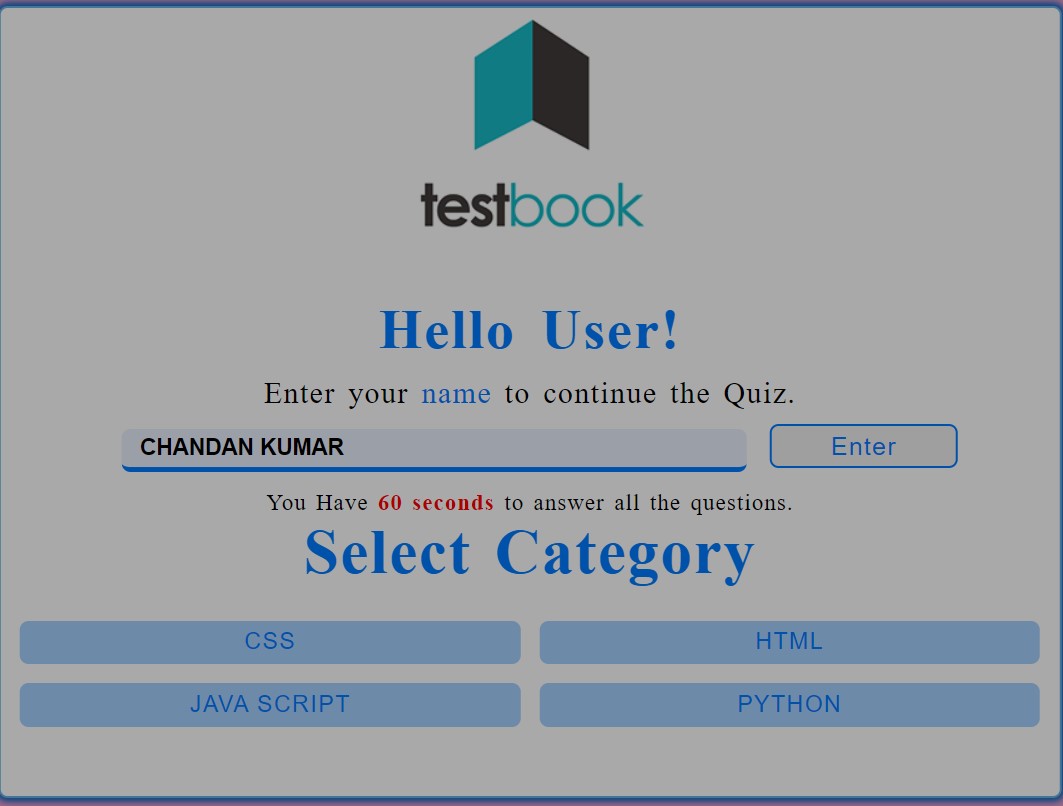 testbook
Hello User!
Enter your name to continue the Quiz.
CHANDAN KUMAR
Enter
You Have 60 seconds to answer all the questions.
Select Category
CSS
HTML
JAVA SCRIPT
PYTHON